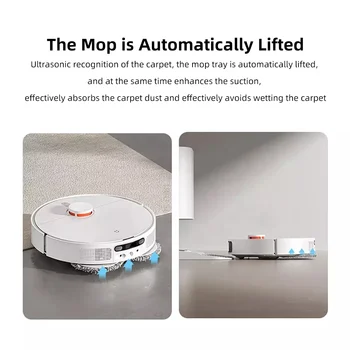 The Mop is Automatically Lifted
Ultrasonic recognition of the carpet, the mop tray is automatically lifted,
and at the same time enhances the suction,
effectively absorbs the carpet dust and effectively avoids wetting the carpet